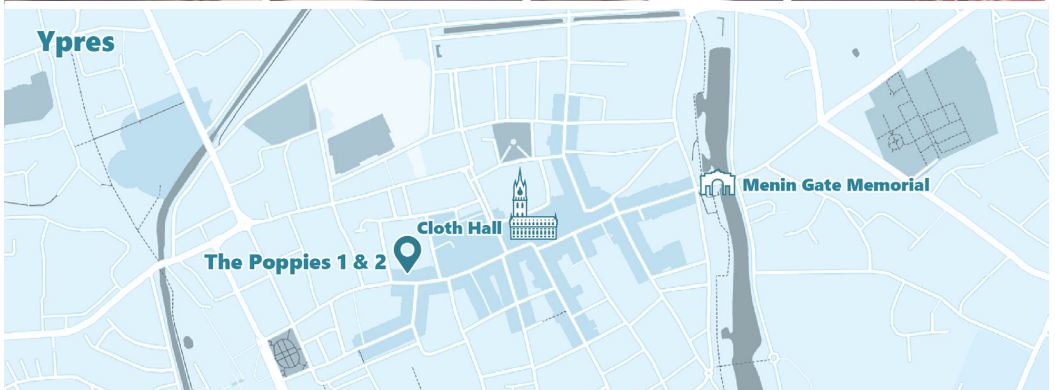 Ypres
Menin Gate Memorial
Cloth Hall
The Poppies 1 & 2